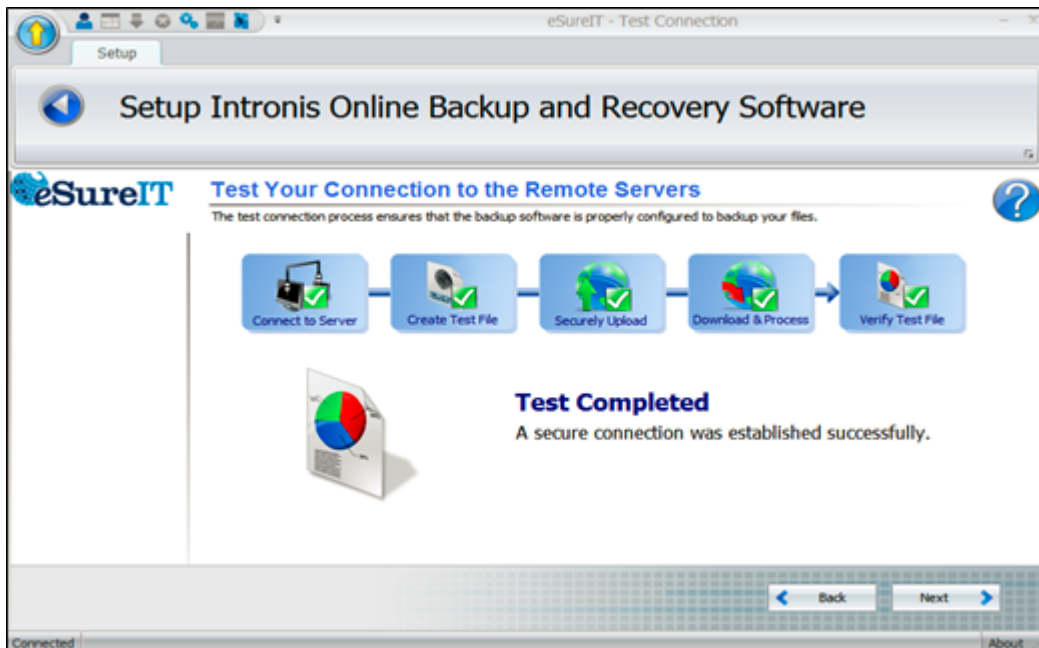 eSureIT - Test Connection
Setup
Setup Intronis Online Backup and Recovery Software
eSureIT
Test Your Connection to the Remote Servers
The test connection process ensures that the backup software is properly configured to backup your files.
Connect to Server
Create Test File
Securely Upload
Download & Process
Verify Test File
Test Completed
A secure connection was established successfully.
Back
Next
Connected
About